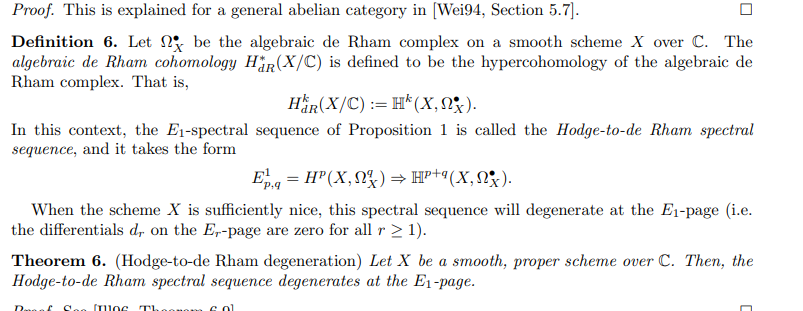 Proof. This is explained for a general abelian category in [Wei94, Section 5.7]. □
Definition 6. Let Ω•X be the algebraic de Rham complex on a smooth scheme X over ℂ. The
algebraic de Rham cohomology H*dR(X/ℂ) is defined to be the hypercohomology of the algebraic de
Rham complex. That is,
HkdR(X/ℂ) := ℍk(X, Ω•X).
In this context, the E1-spectral sequence of Proposition 1 is called the Hodge-to-de Rham spectral
sequence, and it takes the form
E1p,q = Hp(X, ΩqX) ⇒ ℍp+q(X, Ω•X).
When the scheme X is sufficiently nice, this spectral sequence will degenerate at the E1-page (i.e.
the differentials dr on the Er-page are zero for all r ≥ 1).
Theorem 6. (Hodge-to-de Rham degeneration) Let X be a smooth, proper scheme over ℂ. Then, the
Hodge-to-de Rham spectral sequence degenerates at the E1-page.